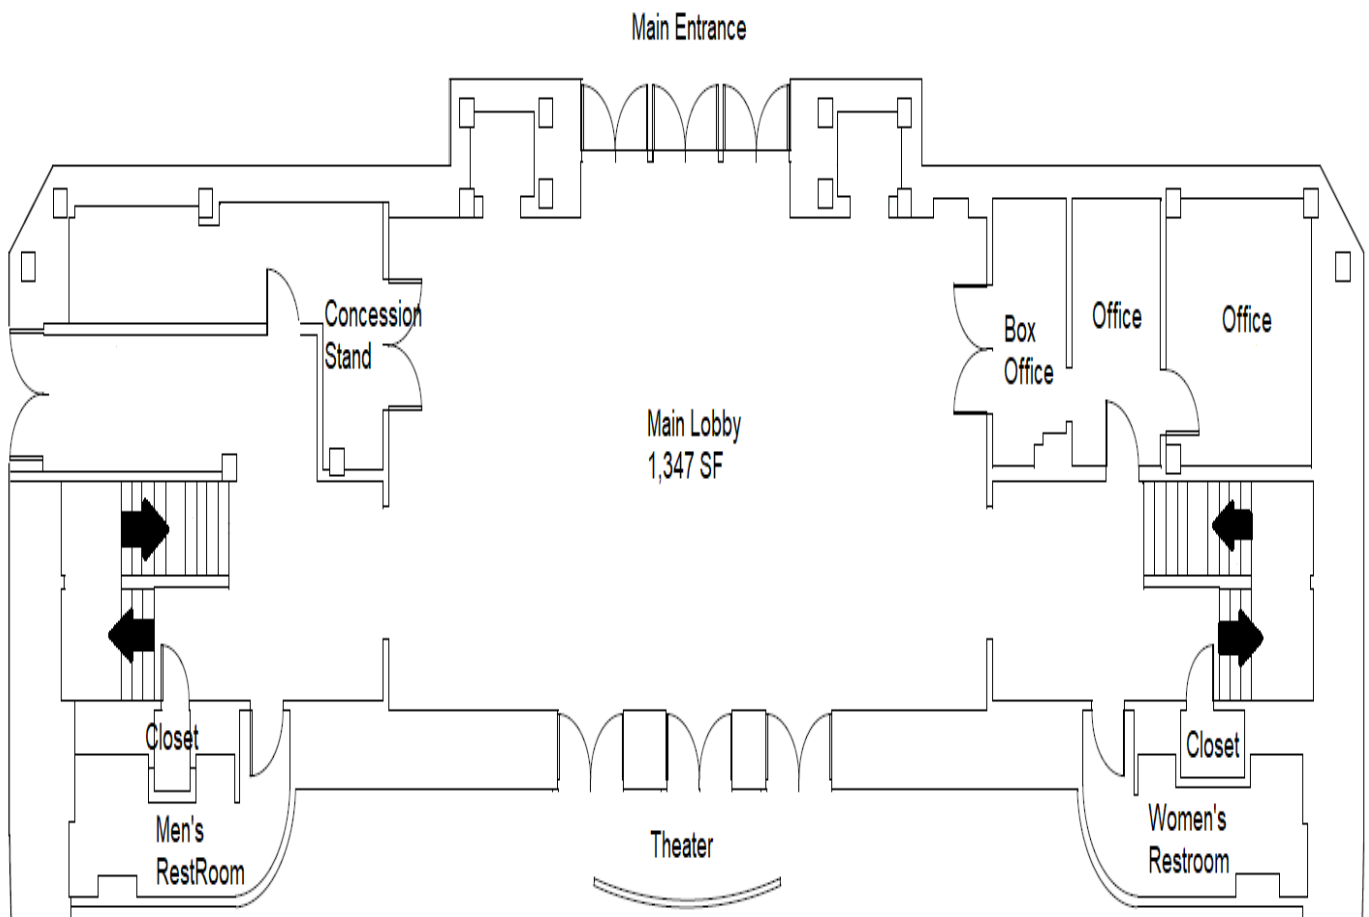 Main Entrance
Concession
Stand
Box
Office
Office
Office
Main Lobby
1,347 SF
Closet
Closet
Men's
RestRoom
Theater
Women's
Restroom